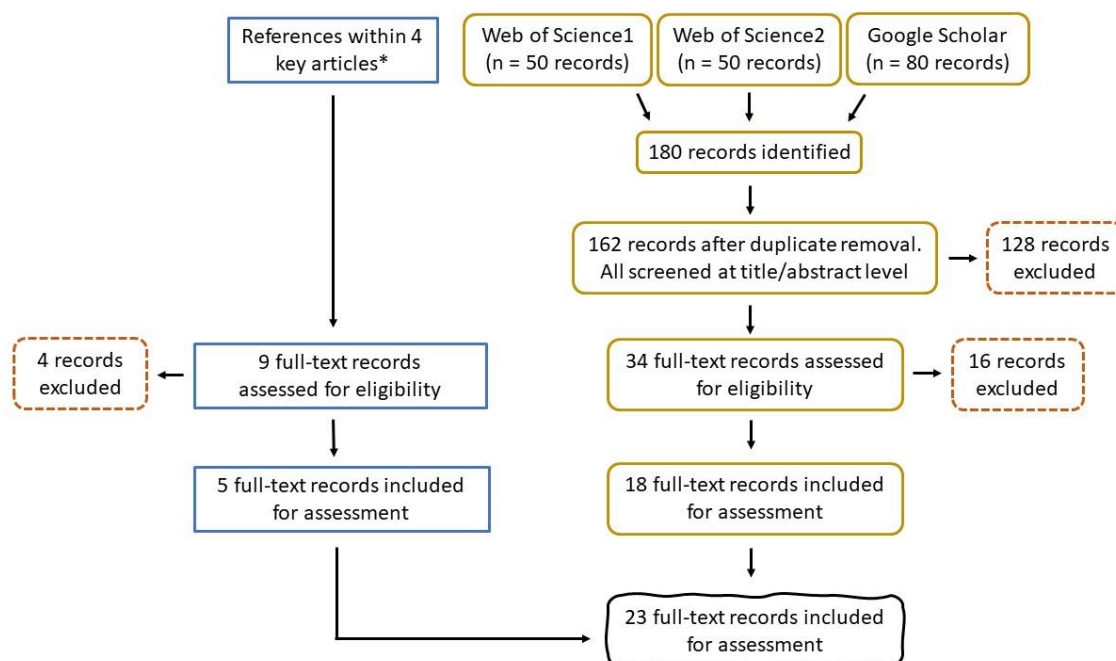 References within 4
key articles*
Web of Science1
(n = 50 records)
Web of Science2
(n = 50 records)
Google Scholar
(n = 80 records)
180 records identified
162 records after duplicate removal.
All screened at title/abstract level
128 records
excluded
4 records
excluded
9 full-text records
assessed for eligibility
34 full-text records assessed
for eligibility
16 records
excluded
5 full-text records included
for assessment
18 full-text records included
for assessment
23 full-text records included
for assessment